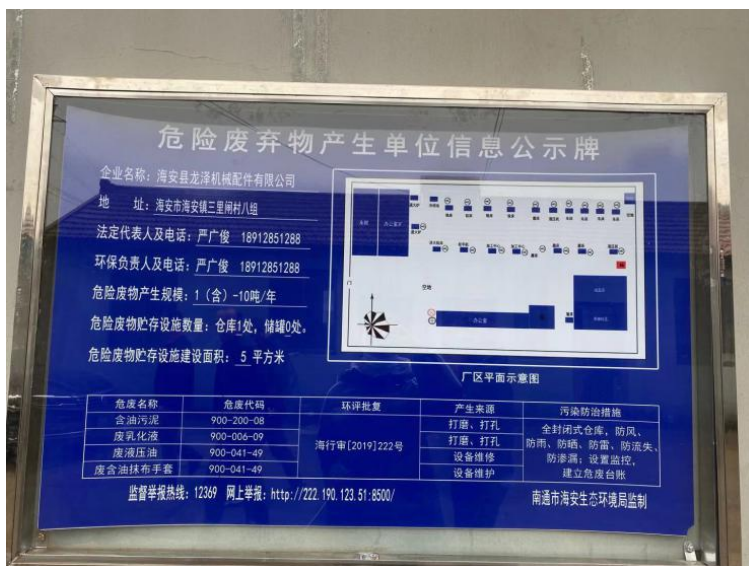 危险废弃物产生单位信息公示牌
企业名称：海安县龙泽机械配件有限公司
地 址：海安市海安镇三里闸村八组
法定代表人及电话：严广俊 18912851288
环保负责人及电话：严广俊 18912851288
危险废物产生规模：1（含）-10吨/年
危险废物贮存设施数量：仓库1处，储罐0处。
危险废物贮存设施建设面积：5 平方米
空地
办公室
厂区平面示意图
危废名称 危废代码 环评批复 产生来源 污染防治措施
含油污泥 900-200-08 海行审[2019]222号 打磨、打孔 全封闭式仓库，防风、
废乳化液 900-006-09 打磨、打孔 防雨、防晒、防雷、防流失、
废液压油 900-041-49 设备维修 防渗漏；设置监控，
废含油抹布手套 900-041-49 设备维护 建立危废台账
监督举报热线：12369 网上举报：http://222.190.123.51:8500/
南通市海安生态环境局监制